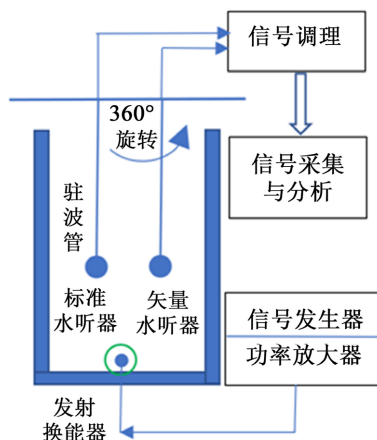 信号调理
360°
旋转
信号采集
与分析
驻
波
管
标准
水听器
矢量
水听器
信号发生器
功率放大器
发射
换能器